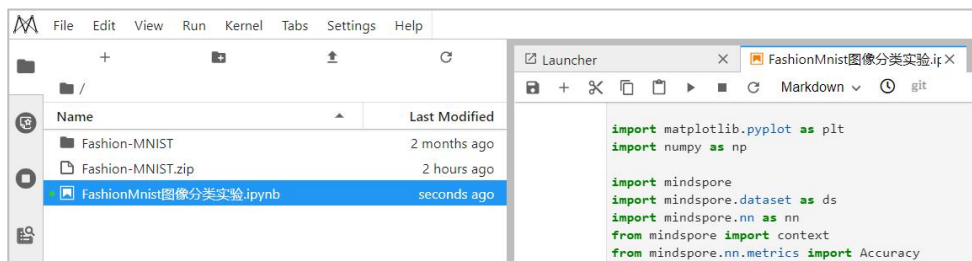 File Edit View Run Kernel Tabs Settings Help
/
Name Last Modified
Fashion-MNIST 2 months ago
Fashion-MNIST.zip 2 hours ago
FashionMnist图像分类实验.ipynb seconds ago
Launcher
FashionMnist图像分类实验.ip
Markdown git
import matplotlib.pyplot as plt
import numpy as np
import mindspore
import mindspore.dataset as ds
import mindspore.nn as nn
from mindspore import context
from mindspore.nn.metrics import Accuracy